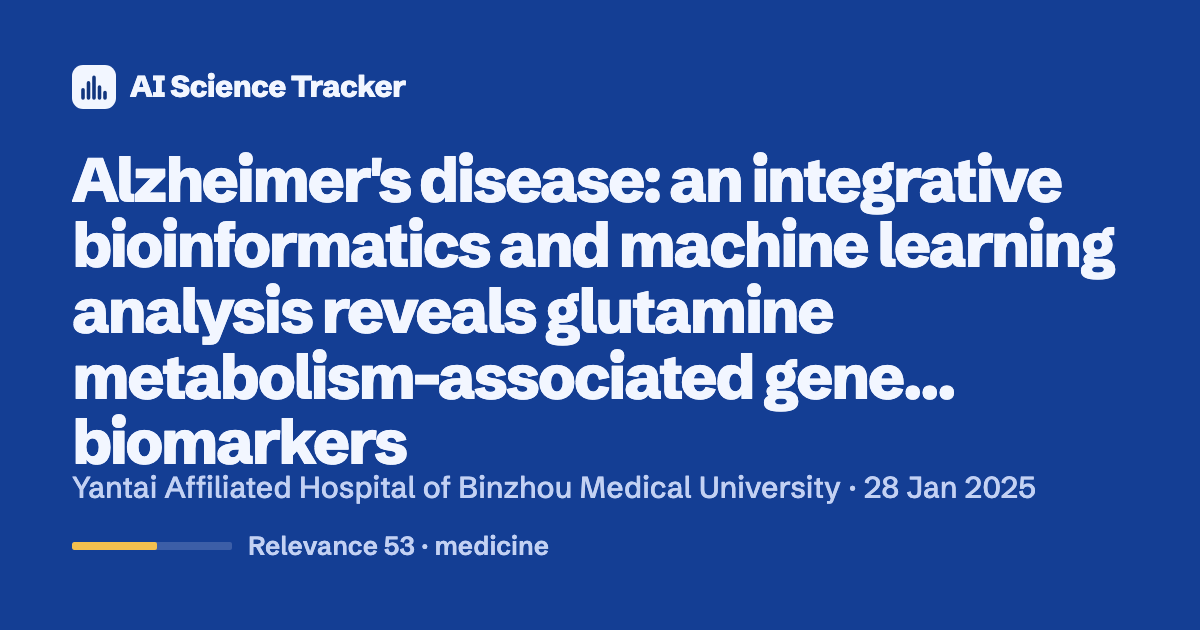 AI Science Tracker
Alzheimer's disease: an integrative
bioinformatics and machine learning
analysis reveals glutamine
metabolism-associated gene...
biomarkers
Yantai Affiliated Hospital of Binzhou Medical University · 28 Jan 2025
Relevance 53 · medicine